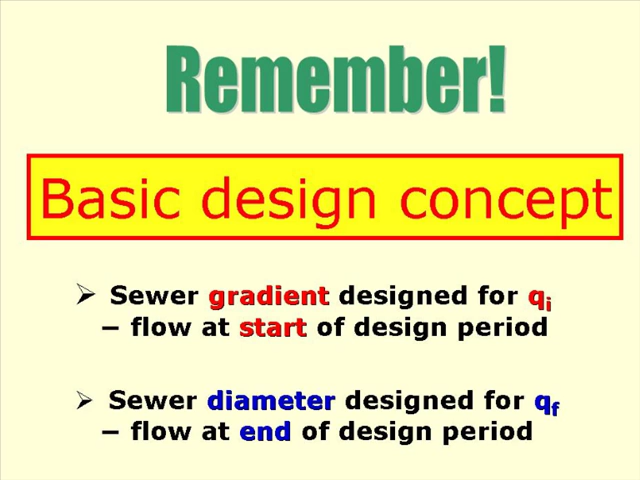 Remember!
Basic design concept
➢ Sewer gradient designed for qi
– flow at start of design period
➢ Sewer diameter designed for qf
– flow at end of design period